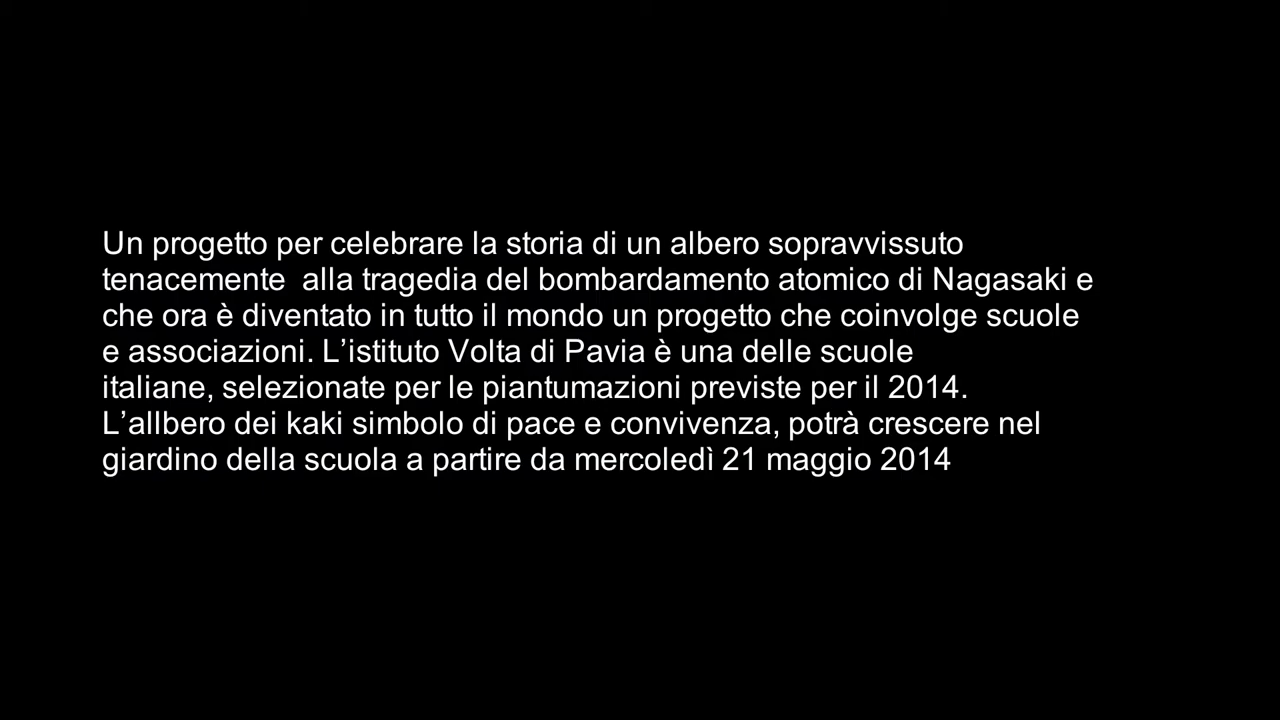 Un progetto per celebrare la storia di un albero sopravvissuto
tenacemente  alla tragedia del bombardamento atomico di Nagasaki e
che ora è diventato in tutto il mondo un progetto che coinvolge scuole
e associazioni. L’istituto Volta di Pavia è una delle scuole
italiane, selezionate per le piantumazioni previste per il 2014.
L’allbero dei kaki simbolo di pace e convivenza, potrà crescere nel
giardino della scuola a partire da mercoledì 21 maggio 2014